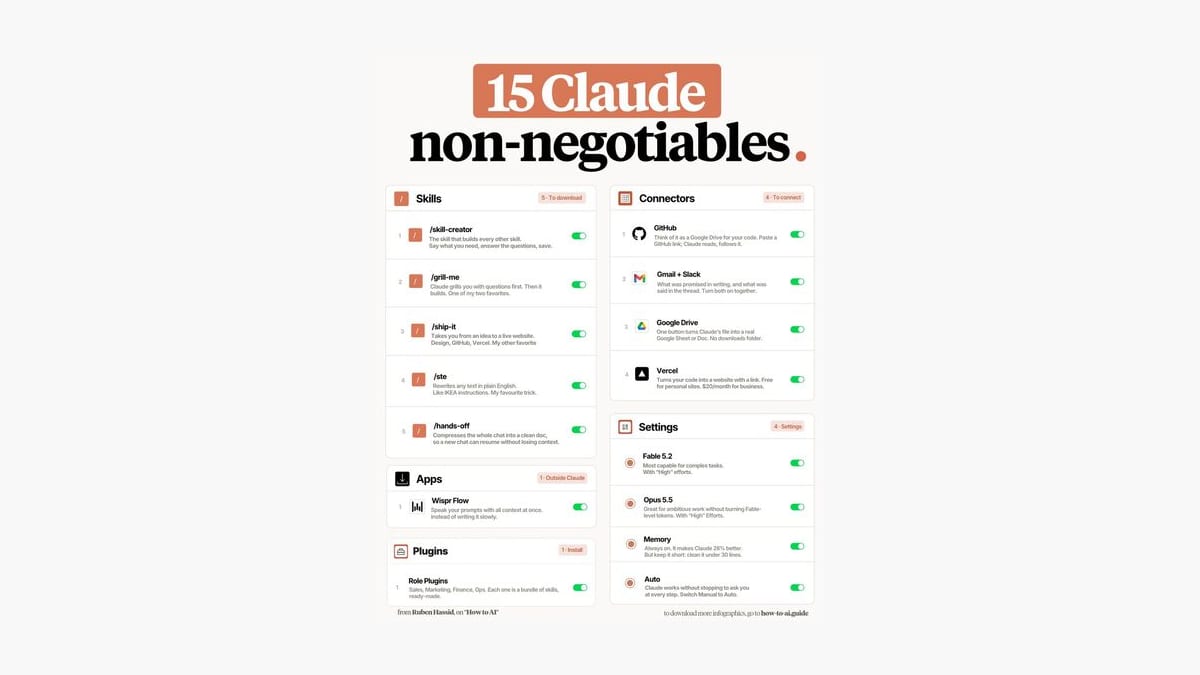 15 Claude
non-negotiables.
/ Skills
5 · To download
1
/
/skill-creator
The skill that builds every other skill.
Say what you need, answer the questions, save.
2
/
/grill-me
Claude grills you with questions first. Then it
builds. One of my two favorites.
3
/
/ship-it
Takes you from an idea to a live website.
Design, GitHub, Vercel. My other favorite
4
/
/ste
Rewrites any text in plain English.
Like IKEA instructions. My favourite trick.
5
/
/hands-off
Compresses the whole chat into a clean doc,
so a new chat can resume without losing context.
Apps
1 · Outside Claude
1
Wispr Flow
Speak your prompts with all context at once.
Instead of writing it slowly.
Plugins
1 · Install
1
Role Plugins
Sales, Marketing, Finance, Ops. Each one is a bundle of skills,
ready-made.
Connectors
4 · To connect
1
GitHub
Think of it as a Google Drive for your code. Paste a
GitHub link; Claude reads, follows it.
2
Gmail + Slack
What was promised in writing, and what was
said in the thread. Turn both on together.
3
Google Drive
One button turns Claude's file into a real
Google Sheet or Doc. No downloads folder.
4
Vercel
Turns your code into a website with a link. Free
for personal sites. $20/month for business.
Settings
4 · Settings
Fable 5.2
Most capable for complex tasks.
With "High" efforts.
Opus 5.5
Great for ambitious work without burning Fable-
level tokens. With "High" Efforts.
Memory
Always on. It makes Claude 28% better.
But keep it short: clean it under 30 lines.
Auto
Claude works without stopping to ask you
at every step. Switch Manual to Auto.
from Ruben Hassid, on "How to AI"
to download more infographics, go to how-to-ai.guide